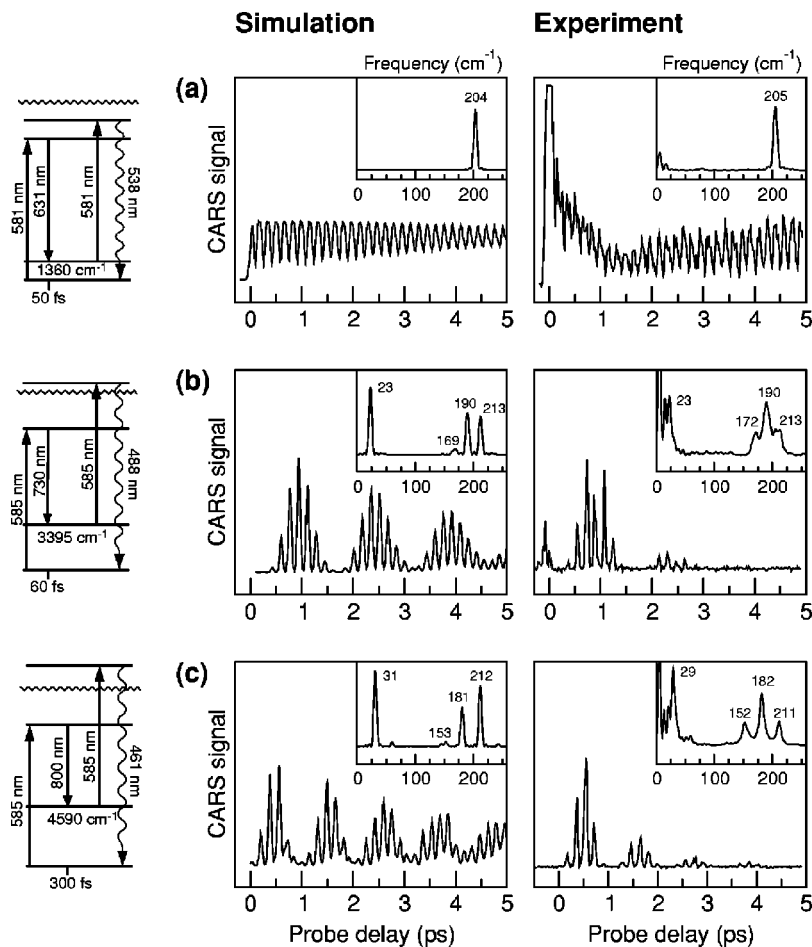 Simulation
Experiment
(a)
581 nm
631 nm
581 nm
538 nm
1360 cm⁻¹
50 fs
CARS signal
Frequency (cm⁻¹)
204
0 100 200
0 1 2 3 4 5
Frequency (cm⁻¹)
205
0 100 200
0 1 2 3 4 5
(b)
585 nm
730 nm
585 nm
488 nm
3395 cm⁻¹
60 fs
CARS signal
23
169
190
213
0 100 200
0 1 2 3 4 5
23
172
190
213
0 100 200
0 1 2 3 4 5
(c)
585 nm
800 nm
585 nm
461 nm
4590 cm⁻¹
300 fs
CARS signal
31
153
181
212
0 100 200
0 1 2 3 4 5
Probe delay (ps)
29
152
182
211
0 100 200
0 1 2 3 4 5
Probe delay (ps)